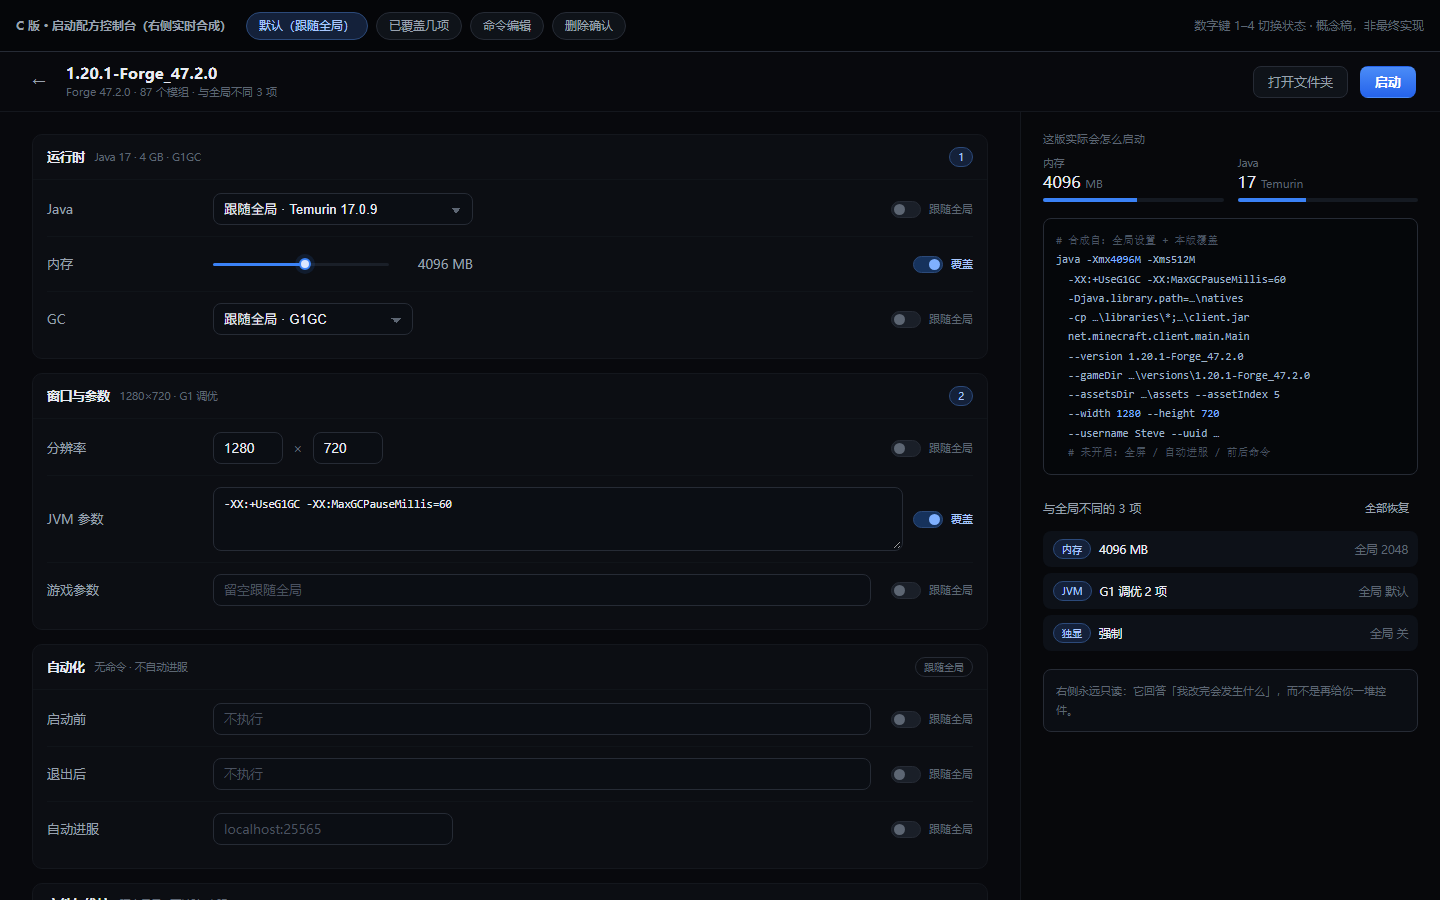 C 版 • 启动配方控制台（右侧实时合成） 默认（跟随全局） 已覆盖几项 命令编辑 删除确认 数字键 1–4 切换状态 · 概念稿，非最终实现
← 1.20.1-Forge_47.2.0
Forge 47.2.0 · 87 个模组 · 与全局不同 3 项
打开文件夹 启动
运行时 Java 17 · 4 GB · G1GC 1
Java 跟随全局 · Temurin 17.0.9 跟随全局
内存 4096 MB 覆盖
GC 跟随全局 · G1GC 跟随全局
窗口与参数 1280×720 · G1 调优 2
分辨率 1280 × 720 跟随全局
JVM 参数 -XX:+UseG1GC -XX:MaxGCPauseMillis=60 覆盖
游戏参数 留空跟随全局 跟随全局
自动化 无命令 · 不自动进服 跟随全局
启动前 不执行 跟随全局
退出后 不执行 跟随全局
自动进服 localhost:25565 跟随全局
这版实际会怎么启动
内存 Java
4096 MB 17 Temurin
# 合成自：全局设置 + 本版覆盖
java -Xmx4096M -Xms512M
-XX:+UseG1GC -XX:MaxGCPauseMillis=60
-Djava.library.path=…\natives
-cp …\libraries\*;…\client.jar
net.minecraft.client.main.Main
--version 1.20.1-Forge_47.2.0
--gameDir …\versions\1.20.1-Forge_47.2.0
--assetsDir …\assets --assetIndex 5
--width 1280 --height 720
--username Steve --uuid …
# 未开启：全屏 / 自动进服 / 前后命令
与全局不同的 3 项 全部恢复
内存 4096 MB 全局 2048
JVM G1 调优 2 项 全局 默认
独显 强制 全局 关
右侧永远只读：它回答「我改完会发生什么」，而不是再给你一堆控
件。